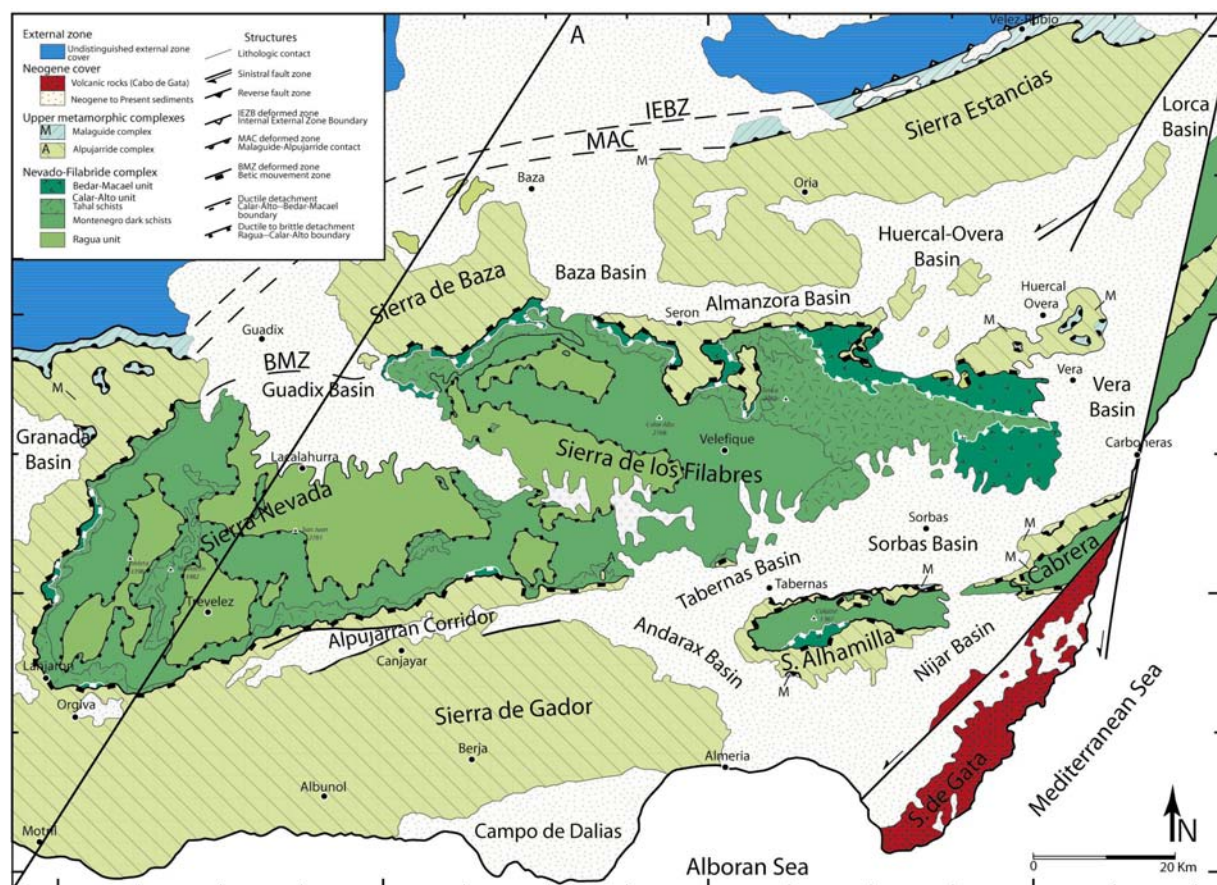 External zone
Undistinguished external zone
cover
Neogene cover
Volcanic rocks (Cabo de Gata)
Neogene to Present sediments
Upper metamorphic complexes
M
Malaguide complex
A
Alpujarride complex
Nevado-Filabride complex
Bedar-Macael unit
Calar-Alto unit
Tahal schists
Montenegro dark schists
Ragua unit
Structures
Lithologic contact
Sinistral fault zone
Reverse fault zone
IEZB deformed zone
Internal External Zone Boundary
MAC deformed zone
Malaguide-Alpujarride contact
BMZ deformed zone
Betic mouvement zone
Ductile detachment
Calar-Alto--Bedar-Macael
boundary
Ductile to brittle detachment
Ragua--Calar-Alto boundary
A
Velez-Rubio
IEBZ
MAC
M
Sierra Estancias
Lorca
Basin
Baza
Oria
Huercal-Overa
Basin
Sierra de Baza
Baza Basin
Almanzora Basin
Huercal
Overa
M
Seron
M
Guadix
BMZ
Guadix Basin
M
Vera
Vera
Basin
Granada
Basin
Carboneras
Velefique
Lacalahurra
Sierra de los Filabres
Sierra Nevada
Sorbas
Sorbas Basin
M
M
Cabrera
A
Tabernas Basin
Tabernas
M
Trevelez
Alpujarran Corridor
Canjayar
Andarax Basin
S. Alhamilla
M
Nijar Basin
Lanjaron
Orgiva
Sierra de Gador
Berja
Almeria
Albunol
Motril
Campo de Dalias
S. de Gata
Mediterranean Sea
Alboran Sea
N
0
20 Km